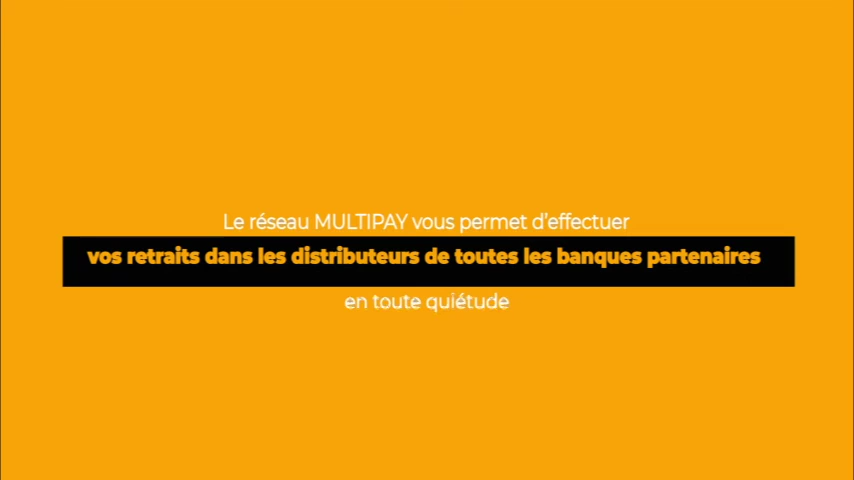 Le réseau MULTIPAY vous permet d'effectuer
vos retraits dans les distributeurs de toutes les banques partenaires
en toute quiétude